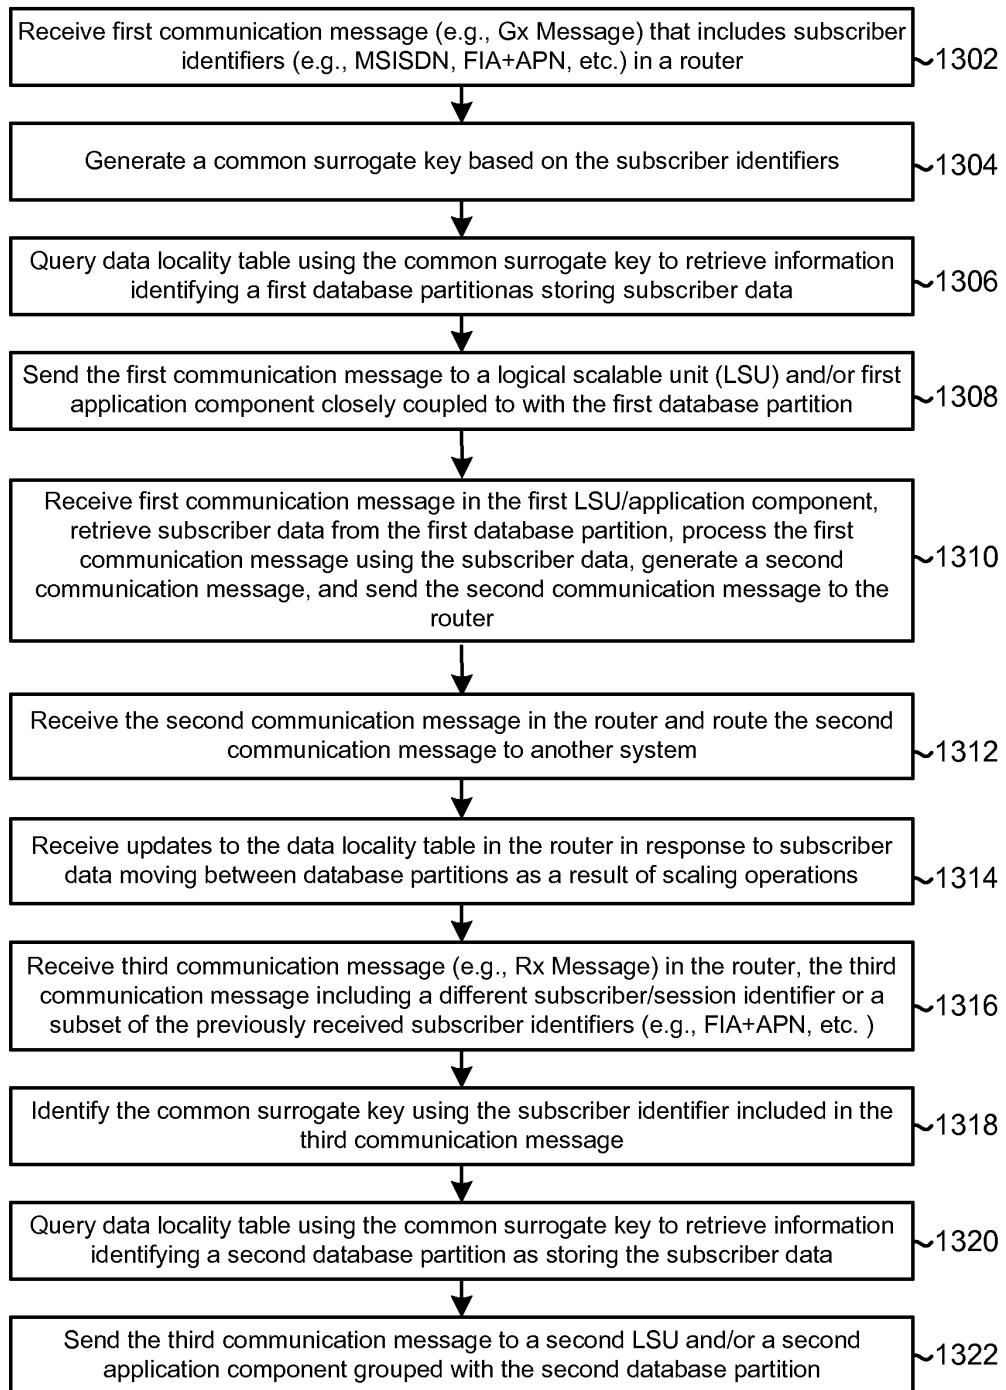 Receive first communication message (e.g., Gx Message) that includes subscriber
identifiers (e.g., MSISDN, FIA+APN, etc.) in a router
1302
Generate a common surrogate key based on the subscriber identifiers
1304
Query data locality table using the common surrogate key to retrieve information
identifying a first database partitionas storing subscriber data
1306
Send the first communication message to a logical scalable unit (LSU) and/or first
application component closely coupled to with the first database partition
1308
Receive first communication message in the first LSU/application component,
retrieve subscriber data from the first database partition, process the first
communication message using the subscriber data, generate a second
communication message, and send the second communication message to the
router
1310
Receive the second communication message in the router and route the second
communication message to another system
1312
Receive updates to the data locality table in the router in response to subscriber
data moving between database partitions as a result of scaling operations
1314
Receive third communication message (e.g., Rx Message) in the router, the third
communication message including a different subscriber/session identifier or a
subset of the previously received subscriber identifiers (e.g., FIA+APN, etc. )
1316
Identify the common surrogate key using the subscriber identifier included in the
third communication message
1318
Query data locality table using the common surrogate key to retrieve information
identifying a second database partition as storing the subscriber data
1320
Send the third communication message to a second LSU and/or a second
application component grouped with the second database partition
1322